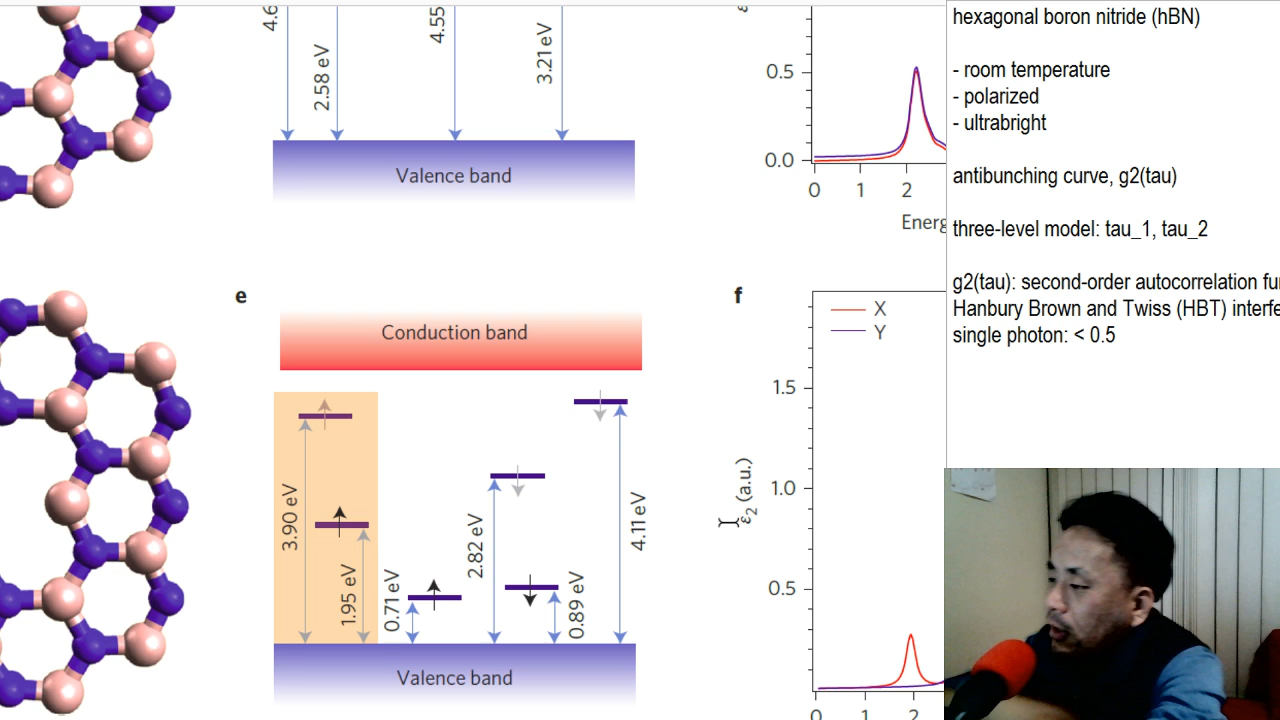 4.6
2.58 eV
4.55
3.21 eV
Valence band
0.5
0.0
0 1 2
Energ
e
Conduction band
3.90 eV
1.95 eV
0.71 eV
2.82 eV
0.89 eV
4.11 eV
Valence band
f
X
Y
1.5
1.0
0.5
ε2 (a.u.)
0 1 2
hexagonal boron nitride (hBN)
- room temperature
- polarized
- ultrabright
antibunching curve, g2(tau)
three-level model: tau_1, tau_2
g2(tau): second-order autocorrelation fu
Hanbury Brown and Twiss (HBT) interfe
single photon: < 0.5